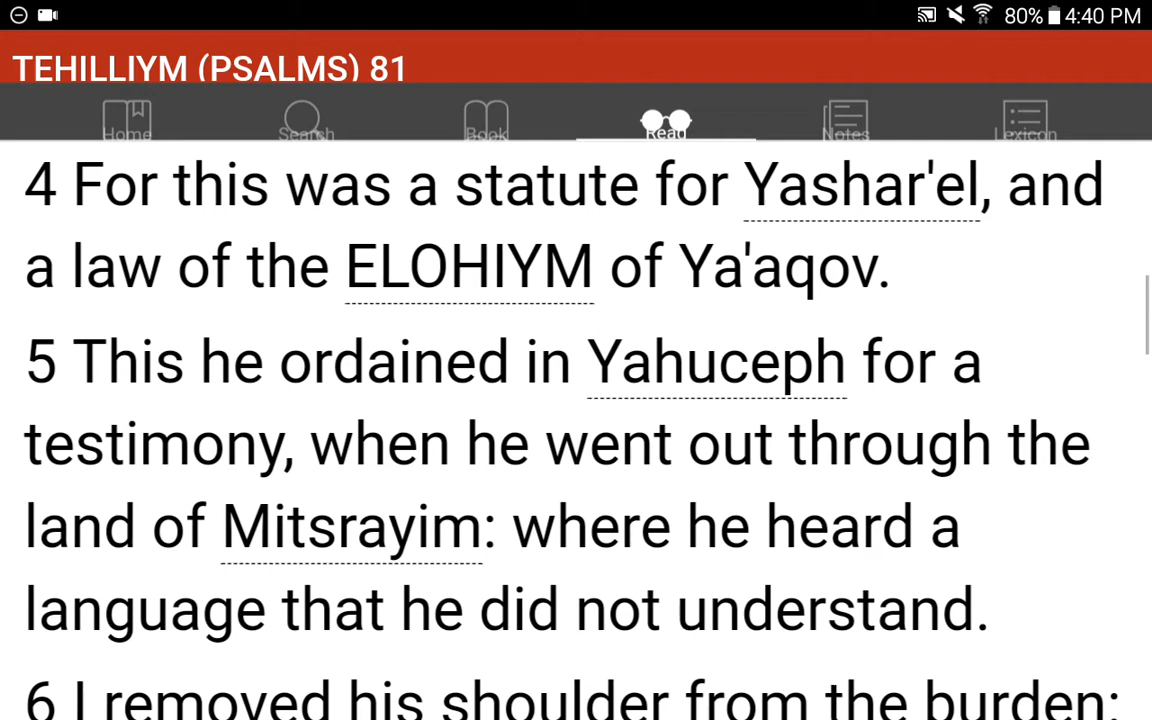 80% 4:40 PM
TEHILLIYM (PSALMS) 81
Home Search Book Read Notes Lexicon
4 For this was a statute for Yashar'el, and
a law of the ELOHIYM of Ya'aqov.
5 This he ordained in Yahuceph for a
testimony, when he went out through the
land of Mitsrayim: where he heard a
language that he did not understand.
6 I removed his shoulder from the burden: